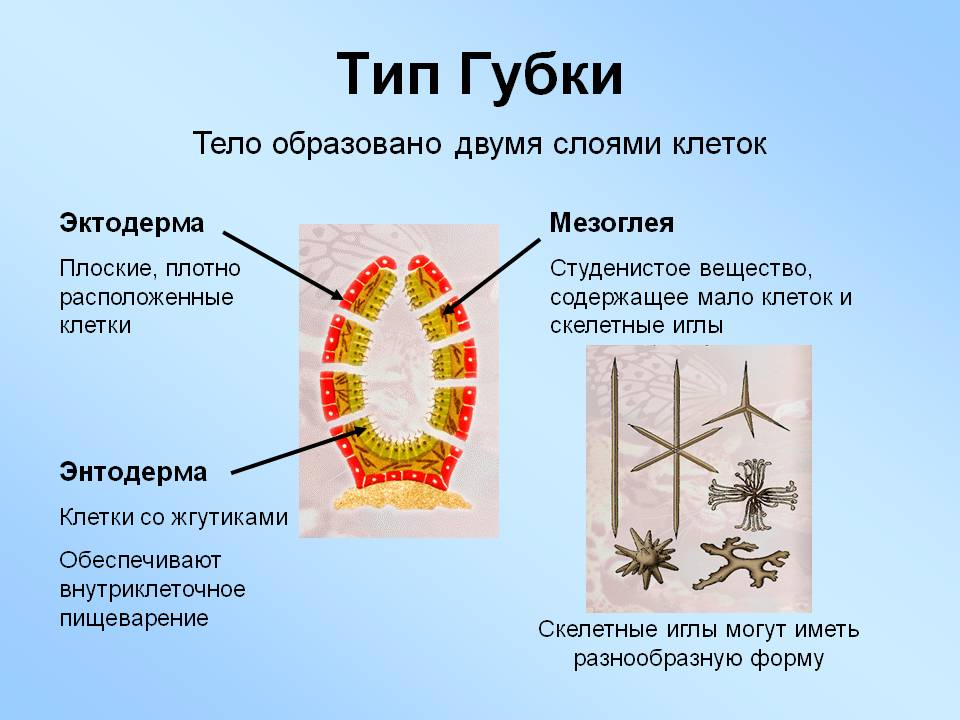 Тип Губки
Тело образовано двумя слоями клеток
Эктодерма
Плоские, плотно
расположенные
клетки
Мезоглея
Студенистое вещество,
содержащее мало клеток и
скелетные иглы
Энтодерма
Клетки со жгутиками
Обеспечивают
внутриклеточное
пищеварение
Скелетные иглы могут иметь
разнообразную форму